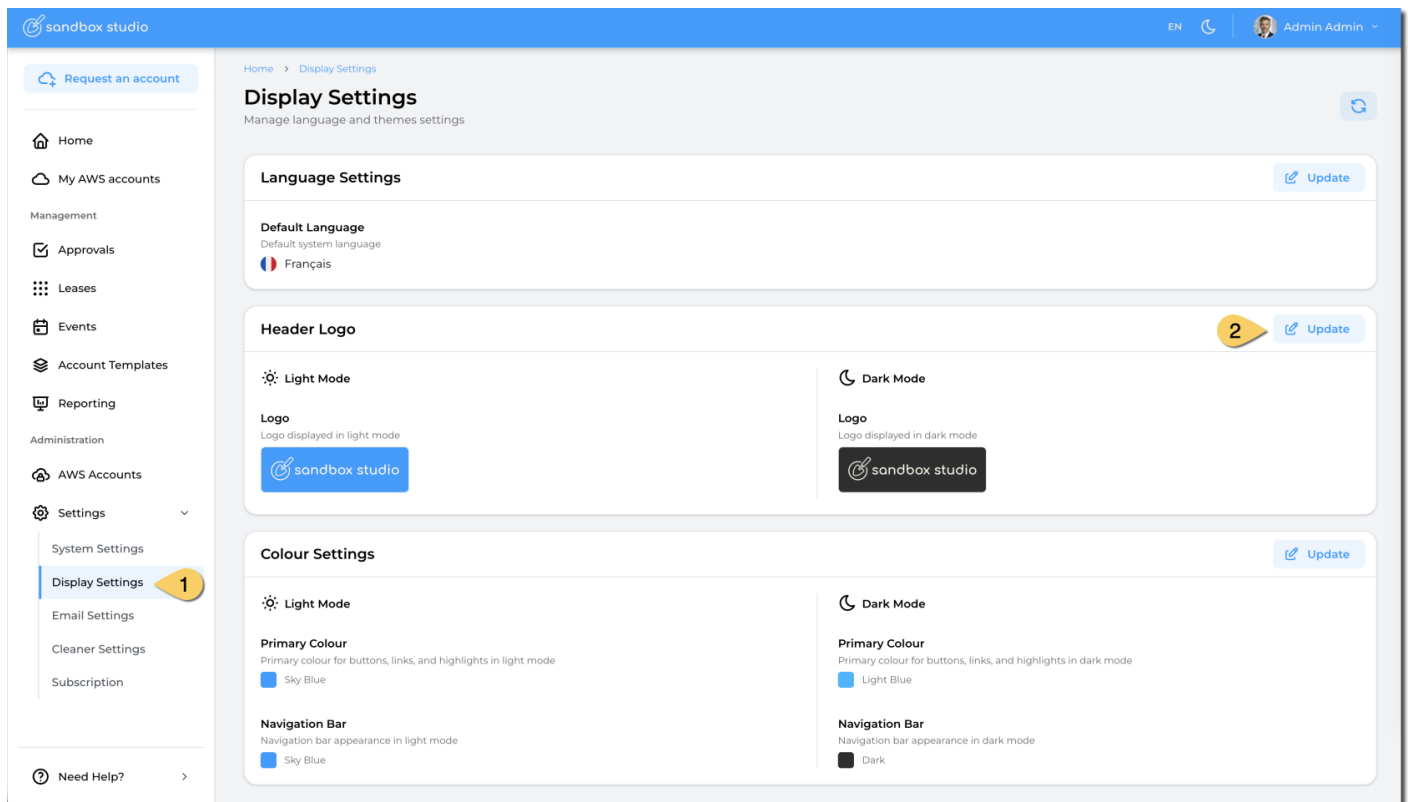 sandbox studio
EN
Admin Admin
Request an account
Home
My AWS accounts
Management
Approvals
Leases
Events
Account Templates
Reporting
Administration
AWS Accounts
Settings
System Settings
Display Settings
1
Email Settings
Cleaner Settings
Subscription
Need Help?
Home > Display Settings
Display Settings
Manage language and themes settings
Language Settings
Update
Default Language
Default system language
Français
Header Logo
2
Update
Light Mode
Logo
Logo displayed in light mode
sandbox studio
Dark Mode
Logo
Logo displayed in dark mode
sandbox studio
Colour Settings
Update
Light Mode
Primary Colour
Primary colour for buttons, links, and highlights in light mode
Sky Blue
Navigation Bar
Navigation bar appearance in light mode
Sky Blue
Dark Mode
Primary Colour
Primary colour for buttons, links, and highlights in dark mode
Light Blue
Navigation Bar
Navigation bar appearance in dark mode
Dark